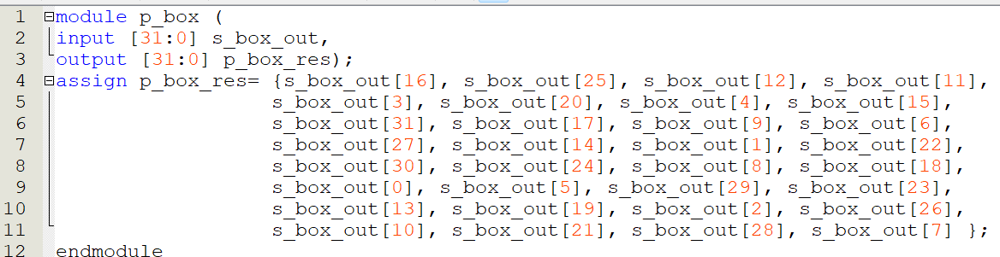 1 module p_box (
2 input [31:0] s_box_out,
3 output [31:0] p_box_res);
4 assign p_box_res= {s_box_out[16], s_box_out[25], s_box_out[12], s_box_out[11],
5 s_box_out[3], s_box_out[20], s_box_out[4], s_box_out[15],
6 s_box_out[31], s_box_out[17], s_box_out[9], s_box_out[6],
7 s_box_out[27], s_box_out[14], s_box_out[1], s_box_out[22],
8 s_box_out[30], s_box_out[24], s_box_out[8], s_box_out[18],
9 s_box_out[0], s_box_out[5], s_box_out[29], s_box_out[23],
10 s_box_out[13], s_box_out[19], s_box_out[2], s_box_out[26],
11 s_box_out[10], s_box_out[21], s_box_out[28], s_box_out[7] };
12 endmodule